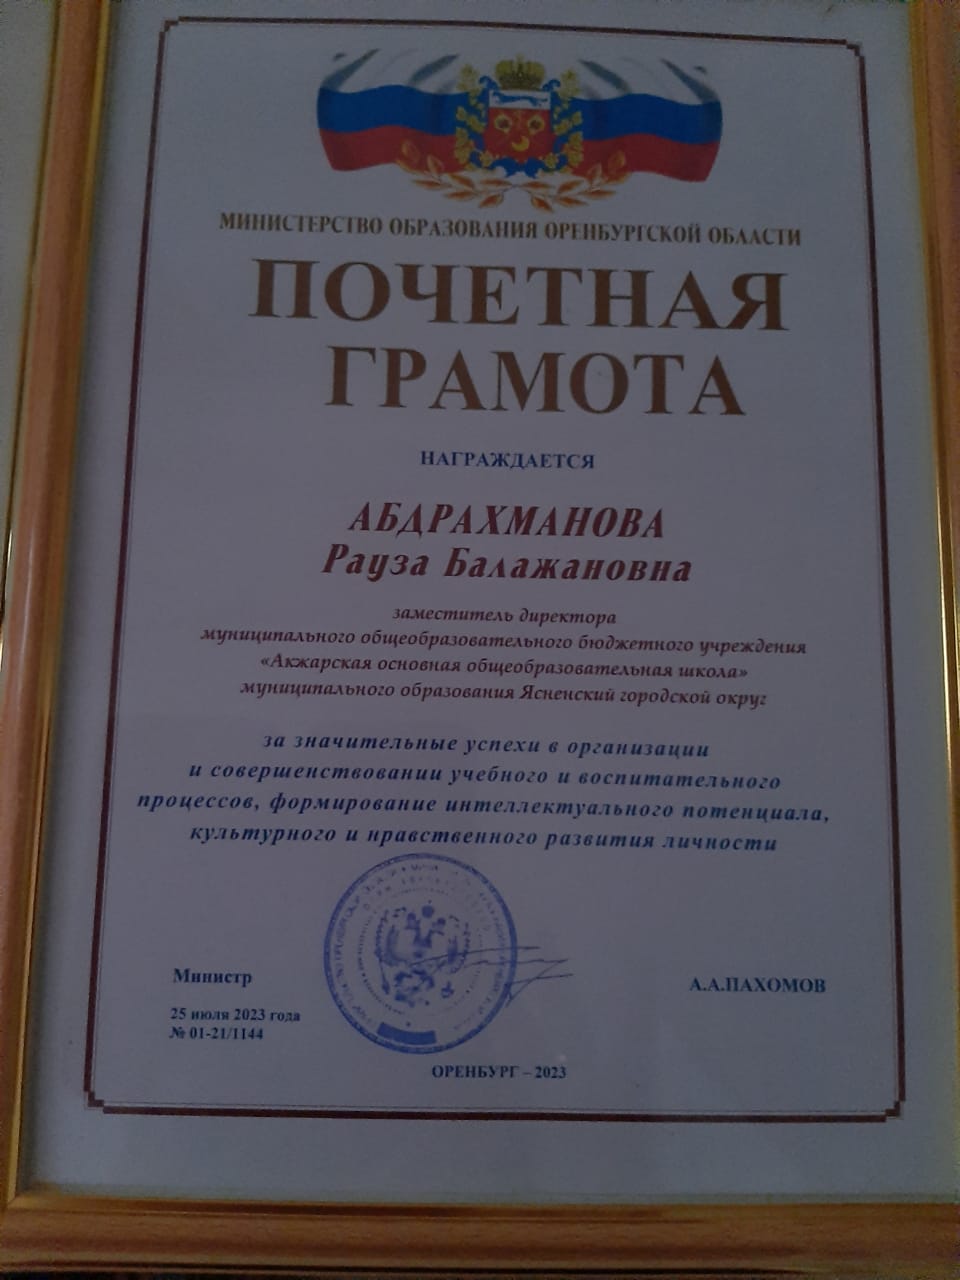 МИНИСТЕРСТВО ОБРАЗОВАНИЯ ОРЕНБУРГСКОЙ ОБЛАСТИ
ПОЧЕТНАЯ
ГРАМОТА
НАГРАЖДАЕТСЯ
АБДРАХМАНОВА
Рауза Балажановна
заместитель директора
муниципального общеобразовательного бюджетного учреждения
«Акжарская основная общеобразовательная школа»
муниципального образования Ясненский городской округ
за значительные успехи в организации
и совершенствовании учебного и воспитательного
процессов, формирование интеллектуального потенциала,
культурного и нравственного развития личности
Министр
А.А.ПАХОМОВ
25 июля 2023 года
№ 01-21/1144
ОРЕНБУРГ – 2023